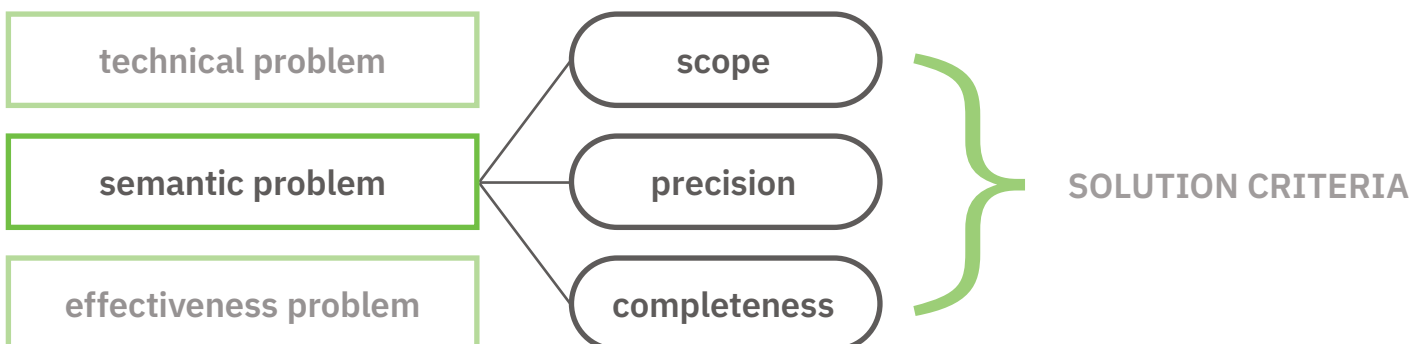 technical problem
scope
semantic problem
precision
SOLUTION CRITERIA
effectiveness problem
completeness